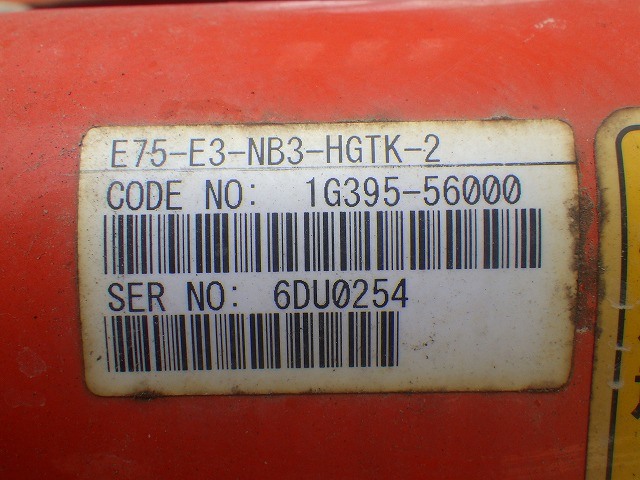 E75-E3-NB3-HGTK-2
CODE NO: 1G395-56000
SER NO: 6DU0254